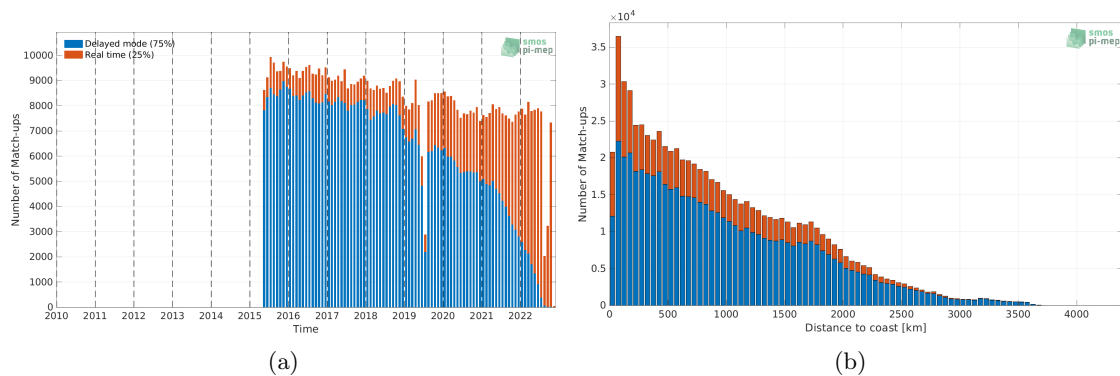 Delayed mode (75%)
Real time (25%)
smos
pi-mep
Number of Match-ups
10000
9000
8000
7000
6000
5000
4000
3000
2000
1000
0
2010 2011 2012 2013 2014 2015 2016 2017 2018 2019 2020 2021 2022
Time
(a)
×10⁴
smos
pi-mep
Number of Match-ups
3.5
3
2.5
2
1.5
1
0.5
0
0 500 1000 1500 2000 2500 3000 3500 4000
Distance to coast [km]
(b)